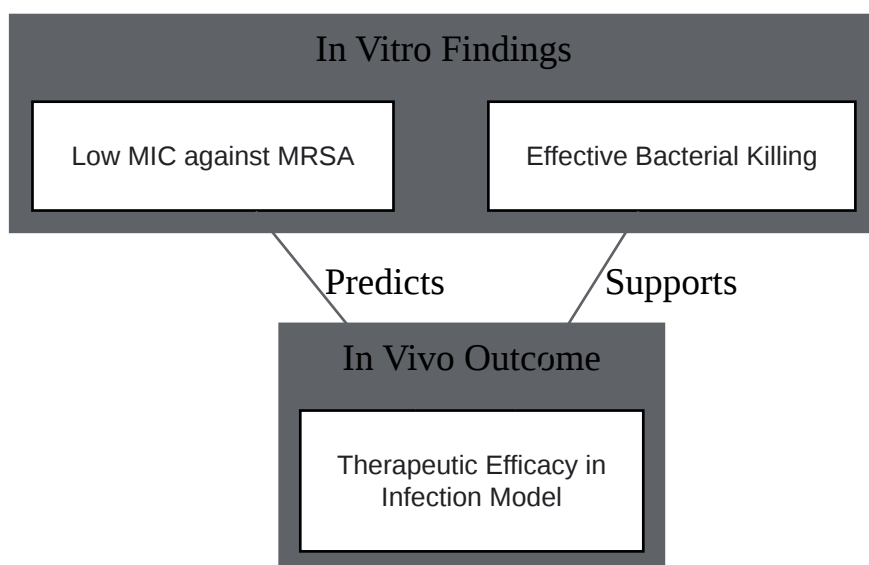 In Vitro Findings
Low MIC against MRSA
Effective Bacterial Killing
Predicts
Supports
In Vivo Outcome
Therapeutic Efficacy in
Infection Model